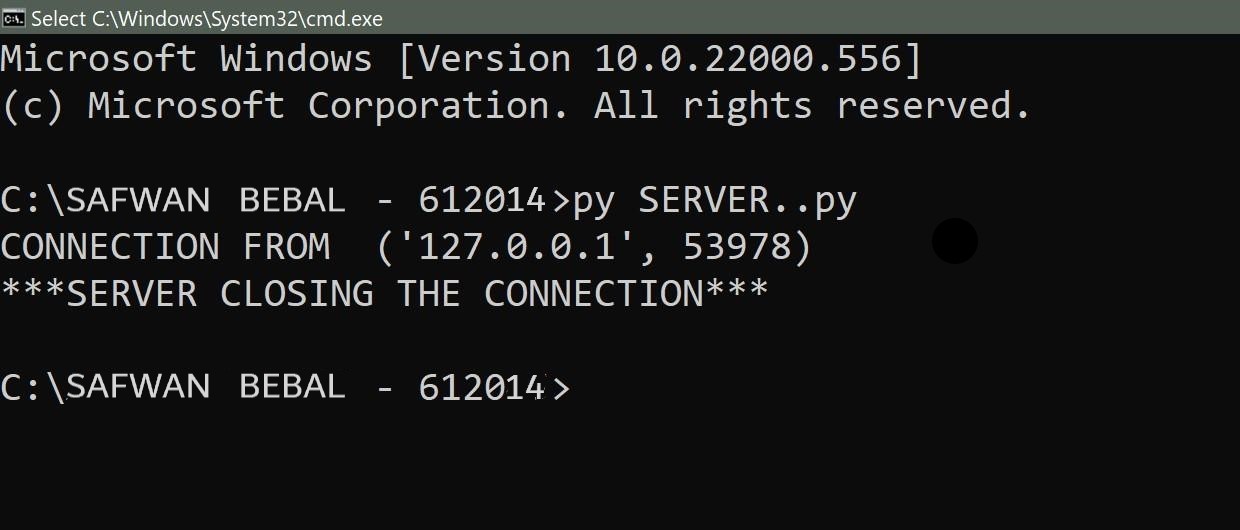 Select C:\Windows\System32\cmd.exe
Microsoft Windows [Version 10.0.22000.556]
(c) Microsoft Corporation. All rights reserved.
C:\SAFWAN BEBAL - 612014>py SERVER..py
CONNECTION FROM  ('127.0.0.1', 53978)
***SERVER CLOSING THE CONNECTION***
C:\SAFWAN BEBAL - 612014>